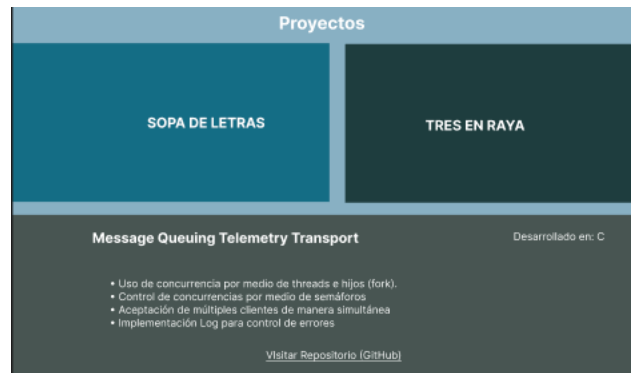 Proyectos
SOPA DE LETRAS
TRES EN RAYA
Message Queuing Telemetry Transport
Desarrollado en: C
• Uso de concurrencia por medio de threads e hijos (fork).
• Control de concurrencias por medio de semáforos
• Aceptación de múltiples clientes de manera simultánea
• Implementación Log para control de errores
VIsitar Repositorio (GitHub)